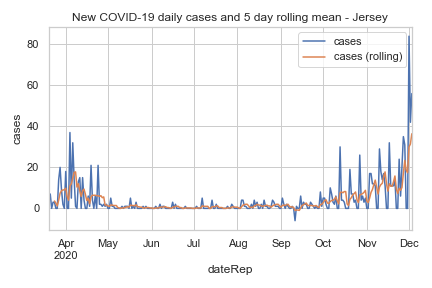 New COVID-19 daily cases and 5 day rolling mean - Jersey
cases
cases (rolling)
cases
80
60
40
20
0
Apr May Jun Jul Aug Sep Oct Nov Dec
2020
dateRep